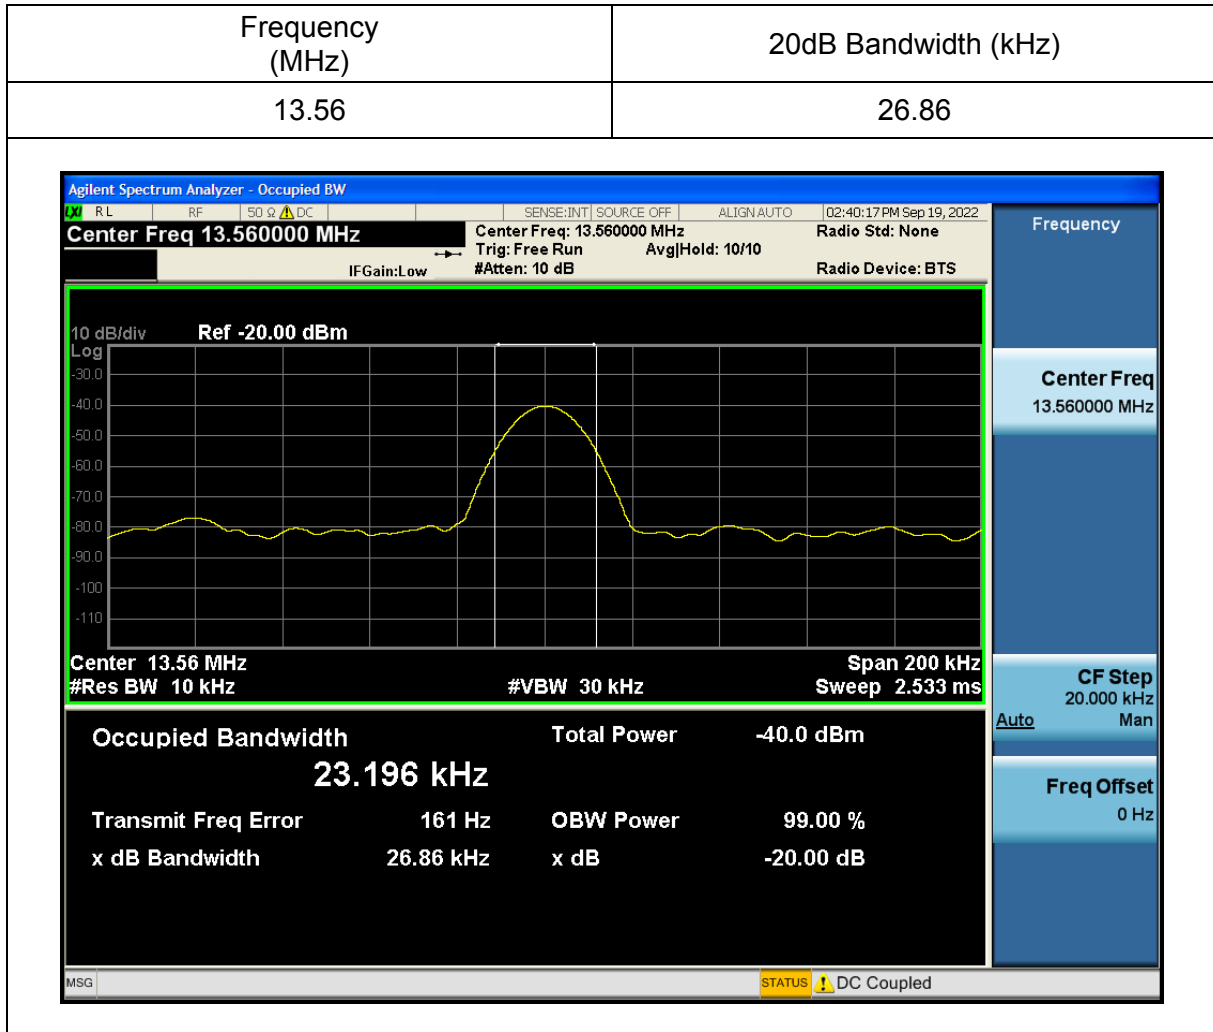 Frequency
(MHz)
20dB Bandwidth (kHz)
13.56
26.86
Agilent Spectrum Analyzer - Occupied BW
LXI RL RF 50 Ω DC SENSE:INT SOURCE OFF ALIGN AUTO 02:40:17 PM Sep 19, 2022
Center Freq 13.560000 MHz
Center Freq: 13.560000 MHz
Radio Std: None
Trig: Free Run Avg|Hold: 10/10
IFGain:Low
#Atten: 10 dB
Radio Device: BTS
10 dB/div Ref -20.00 dBm
Log
-30.0
-40.0
-50.0
-60.0
-70.0
-80.0
-90.0
-100
-110
Center 13.56 MHz Span 200 kHz
#Res BW 10 kHz #VBW 30 kHz Sweep 2.533 ms
Occupied Bandwidth Total Power -40.0 dBm
23.196 kHz
Transmit Freq Error 161 Hz OBW Power 99.00 %
x dB Bandwidth 26.86 kHz x dB -20.00 dB
Frequency
Center Freq
13.560000 MHz
CF Step
20.000 kHz
Auto Man
Freq Offset
0 Hz
MSG STATUS DC Coupled